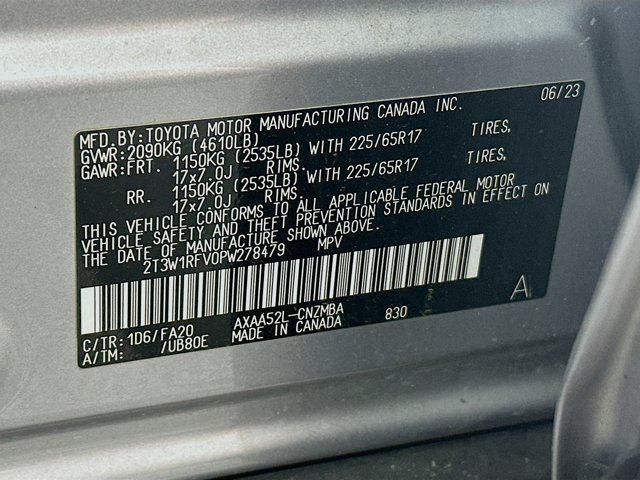 MFD.BY:TOYOTA MOTOR MANUFACTURING CANADA INC. 06/23
GVWR:2090KG (4610LB)
GAWR:FRT. 1150KG (2535LB) WITH 225/65R17 TIRES,
17x7.0J RIMS.
RR. 1150KG (2535LB) WITH 225/65R17 TIRES,
17x7.0J RIMS.
THIS VEHICLE CONFORMS TO ALL APPLICABLE FEDERAL MOTOR
VEHICLE SAFETY AND THEFT PREVENTION STANDARDS IN EFFECT ON
THE DATE OF MANUFACTURE SHOWN ABOVE.
2T3W1RFV0PW278479 MPV
A
C/TR: 1D6/FA20 AXAA52L-CNZMBA 830
A/TM: /UB80E MADE IN CANADA